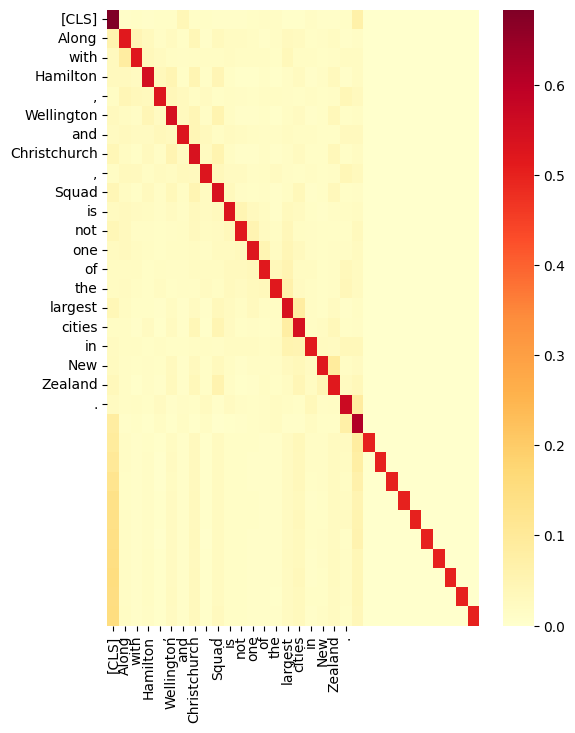 [CLS]
Along
with
Hamilton
,
Wellington
and
Christchurch
,
Squad
is
not
one
of
the
largest
cities
in
New
Zealand
.
[CLS]
Along
with
Hamilton
,
Wellington
and
Christchurch
,
Squad
is
not
one
of
the
largest
cities
in
New
Zealand
.
0.6
0.5
0.4
0.3
0.2
0.1
0.0